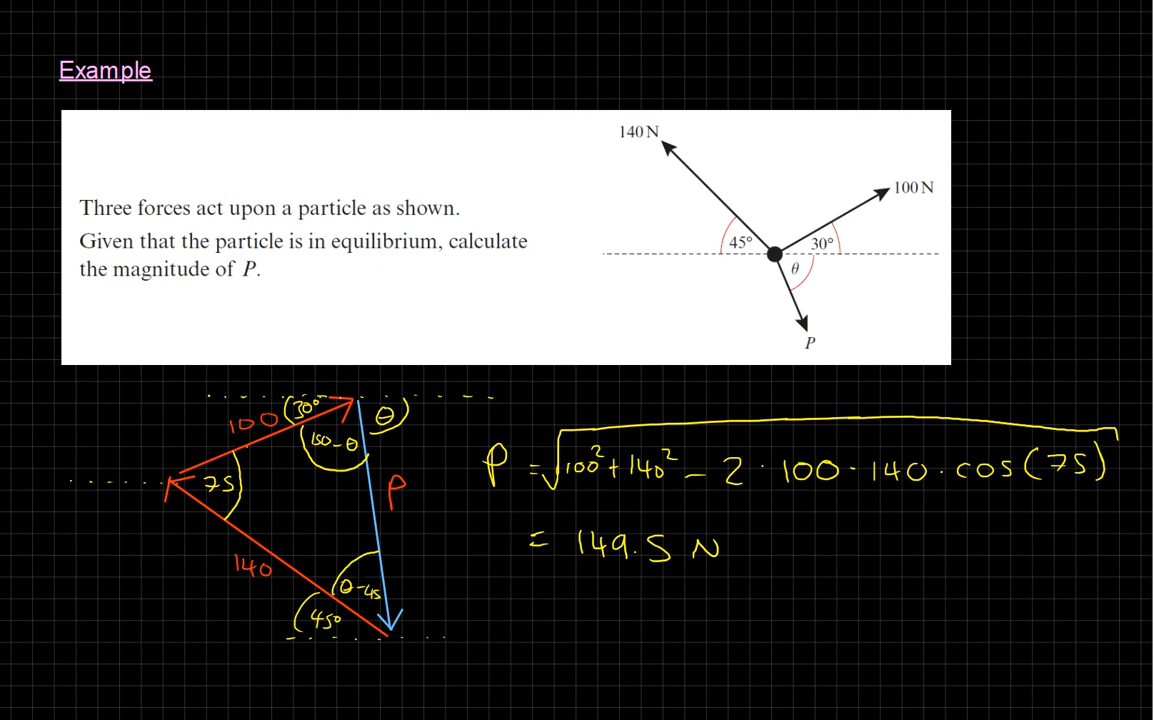 Example
140 N
100 N
Three forces act upon a particle as shown.
Given that the particle is in equilibrium, calculate
the magnitude of P.
45°
30°
θ
P
100
30°
θ
150-θ
75
P
140
θ-45
45°
P = √100² + 140² - 2 · 100 · 140 · cos(75)
= 149.5 N